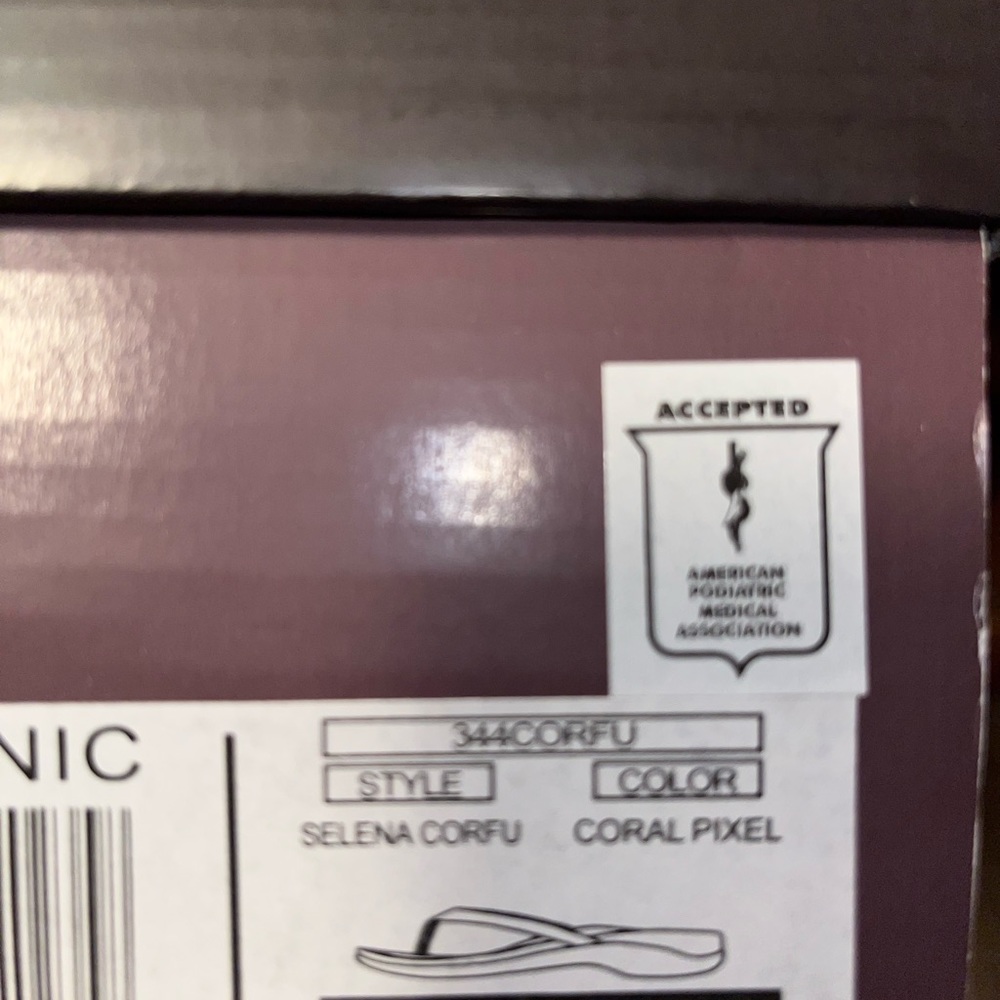 ACCEPTED
AMERICAN
PODIATRIC
MEDICAL
ASSOCIATION
NIC
344CORFU
STYLE COLOR
SELENA CORFU CORAL PIXEL